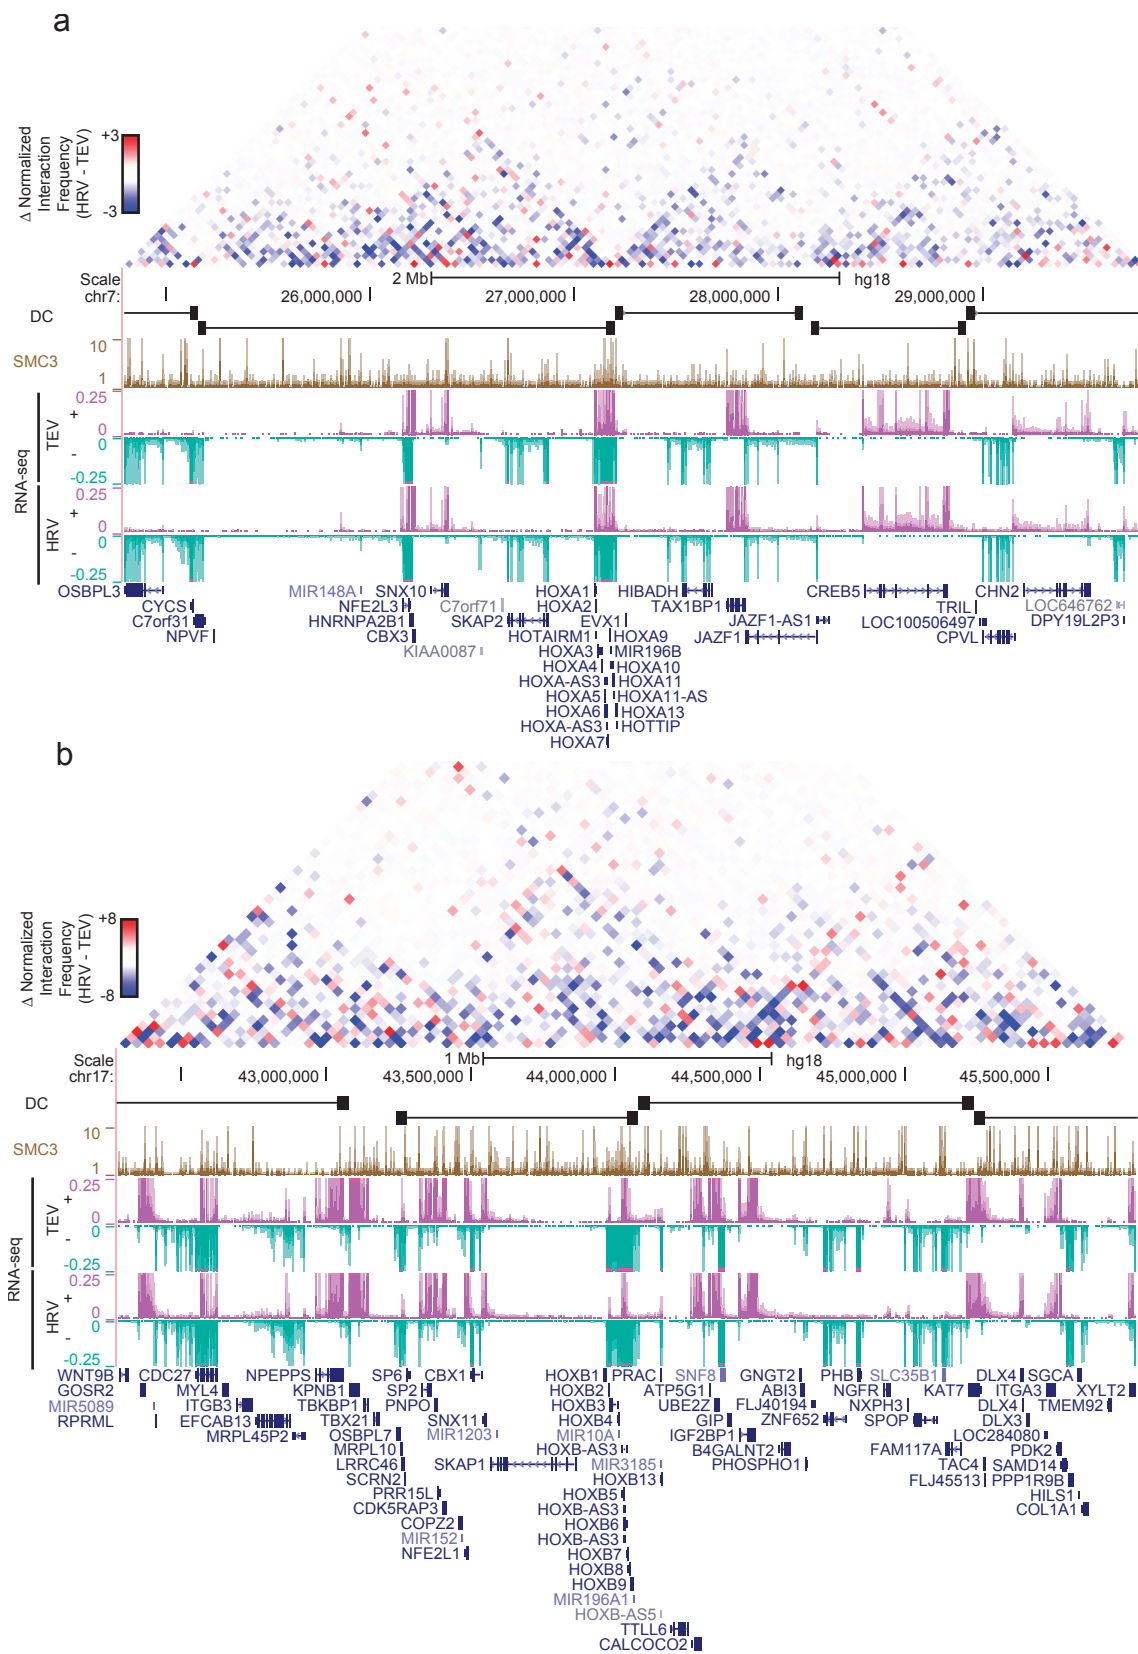 a
+3
Δ Normalized
Interaction
Frequency
(HRV - TEV)
-3
Scale
2 Mb
hg18
chr7:
26,000,000
27,000,000
28,000,000
29,000,000
DC
SMC3
10
1
RNA-seq
TEV
+
-
0.25
0
0
-0.25
HRV
+
-
0.25
0
0
-0.25
OSBPL3 MIR148A SNX10 HOXA1 HIBADH CREB5 CHN2
CYCS NFE2L3 C7orf71 HOXA2 TAX1BP1 TRIL LOC646762
C7orf31 HNRNPA2B1 SKAP2 EVX1 JAZF1-AS1 LOC100506497 DPY19L2P3
NPVF CBX3 HOTAIRM1 HOXA9 JAZF1 CPVL
KIAA0087 HOXA3 MIR196B
HOXA4 HOXA10
HOXA-AS3 HOXA11
HOXA5 HOXA11-AS
HOXA6 HOXA13
HOXA-AS3 HOTTIP
HOXA7
b
+8
Δ Normalized
Interaction
Frequency
(HRV - TEV)
-8
Scale
1 Mb
hg18
chr17:
43,000,000
43,500,000
44,000,000
44,500,000
45,000,000
45,500,000
DC
SMC3
10
1
RNA-seq
TEV
+
-
0.25
0
0
-0.25
HRV
+
-
0.25
0
0
-0.25
WNT9B CDC27 NPEPPS SP6 CBX1 HOXB1 PRAC SNF8 GNGT2 PHB SLC35B1 DLX4 SGCA
GOSR2 MYL4 KPNB1 SP2 HOXB2 ATP5G1 ABI3 NGFR KAT7 ITGA3 XYLT2
MIR5089 ITGB3 TBKBP1 PNPO HOXB3 UBE2Z FLJ40194 NXPH3 DLX4 TMEM92
RPRML EFCAB13 TBX21 SNX11 HOXB4 GIP ZNF652 SPOP DLX3
MRPL45P2 OSBPL7 MIR1203 MIR10A IGF2BP1 LOC284080
MRPL10 HOXB-AS3 B4GALNT2 FAM117A PDK2
LRRC46 SKAP1 MIR3185 PHOSPHO1 TAC4 SAMD14
SCRN2 HOXB13 FLJ45513 PPP1R9B
PRR15L HOXB5 HILS1
CDK5RAP3 HOXB-AS3 COL1A1
COPZ2 HOXB6
MIR152 HOXB-AS3
NFE2L1 HOXB7
HOXB8
HOXB9
MIR196A1
HOXB-AS5
TTLL6
CALCOCO2